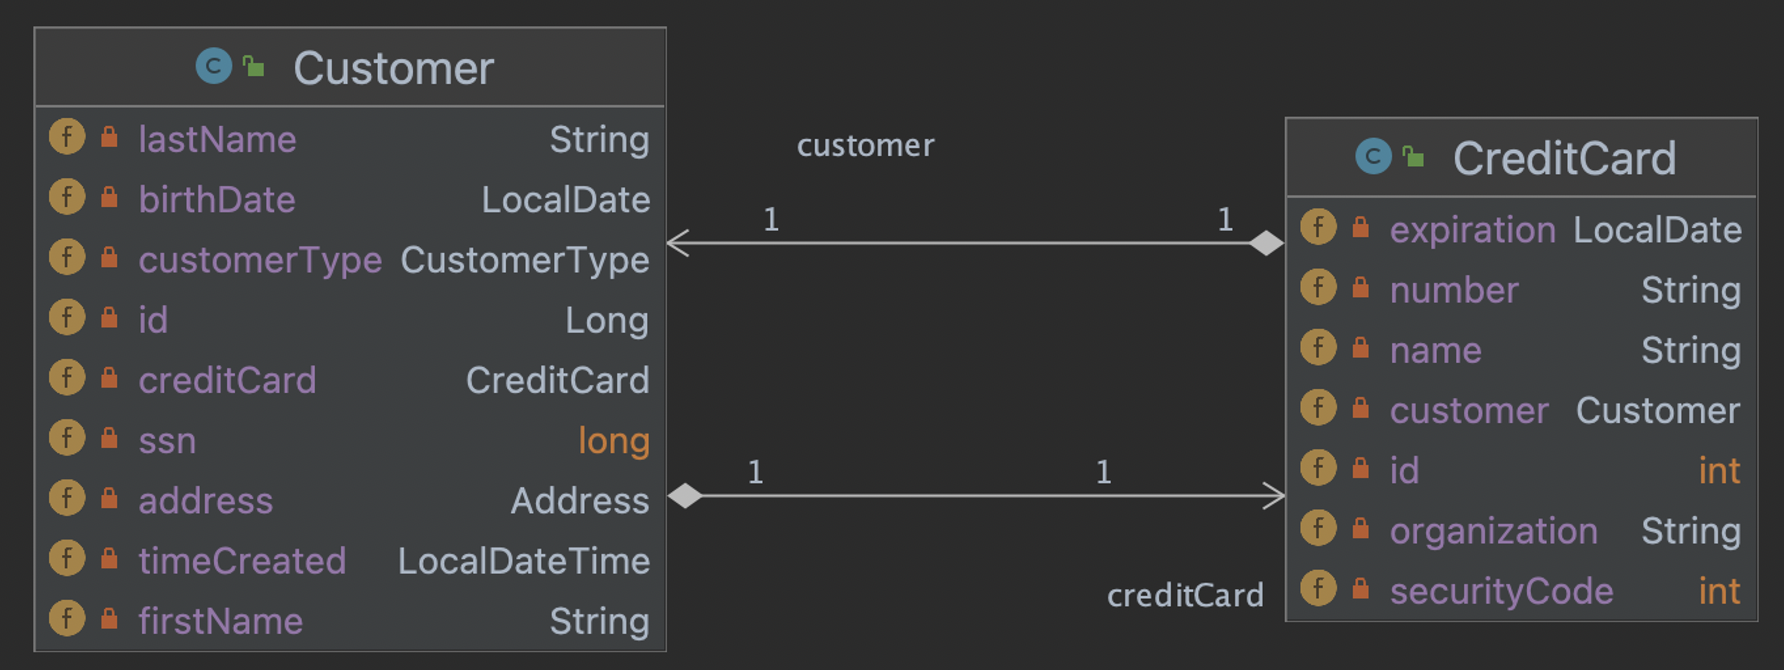 Customer
lastName String
birthDate LocalDate
customerType CustomerType
id Long
creditCard CreditCard
ssn long
address Address
timeCreated LocalDateTime
firstName String
customer
1 1
1 1
creditCard
CreditCard
expiration LocalDate
number String
name String
customer Customer
id int
organization String
securityCode int